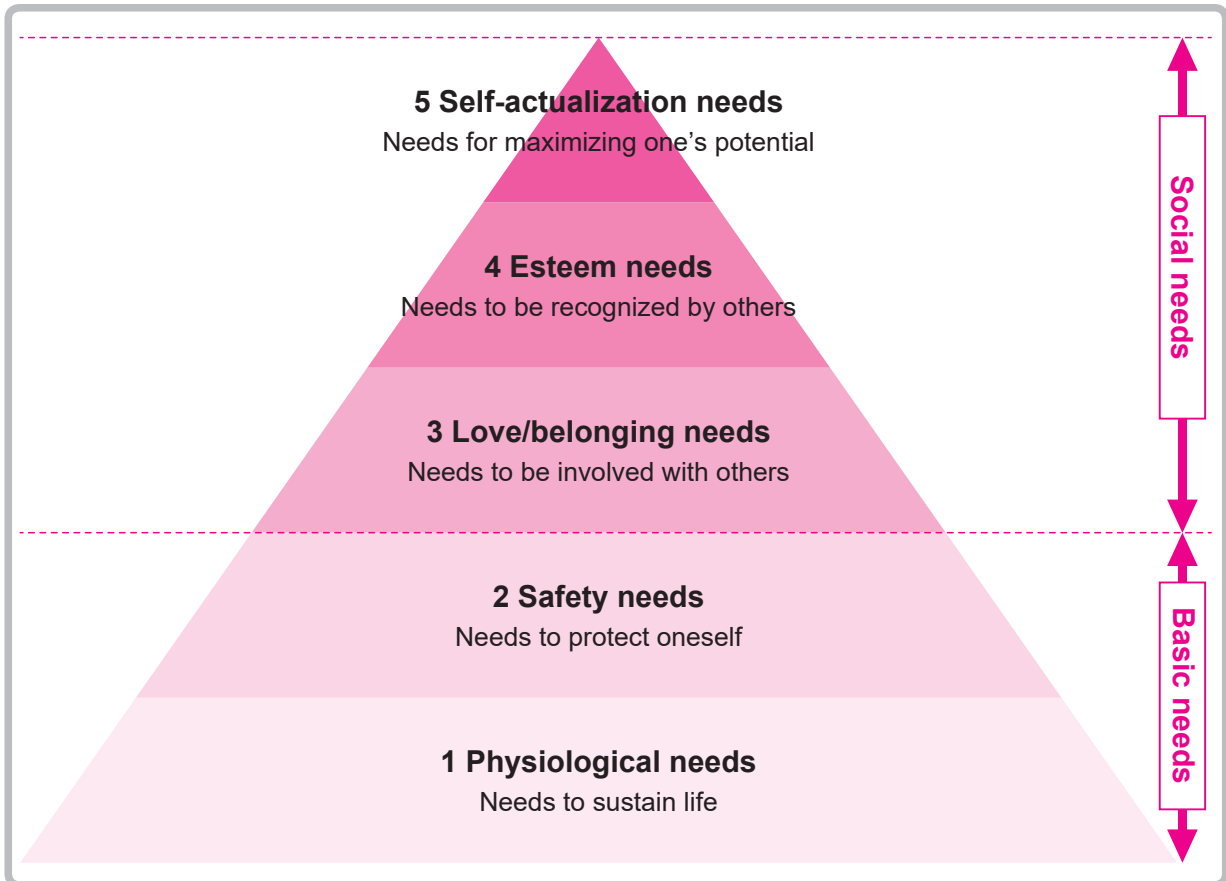 5 Self-actualization needs
Needs for maximizing one’s potential
4 Esteem needs
Needs to be recognized by others
3 Love/belonging needs
Needs to be involved with others
2 Safety needs
Needs to protect oneself
1 Physiological needs
Needs to sustain life
Social needs
Basic needs